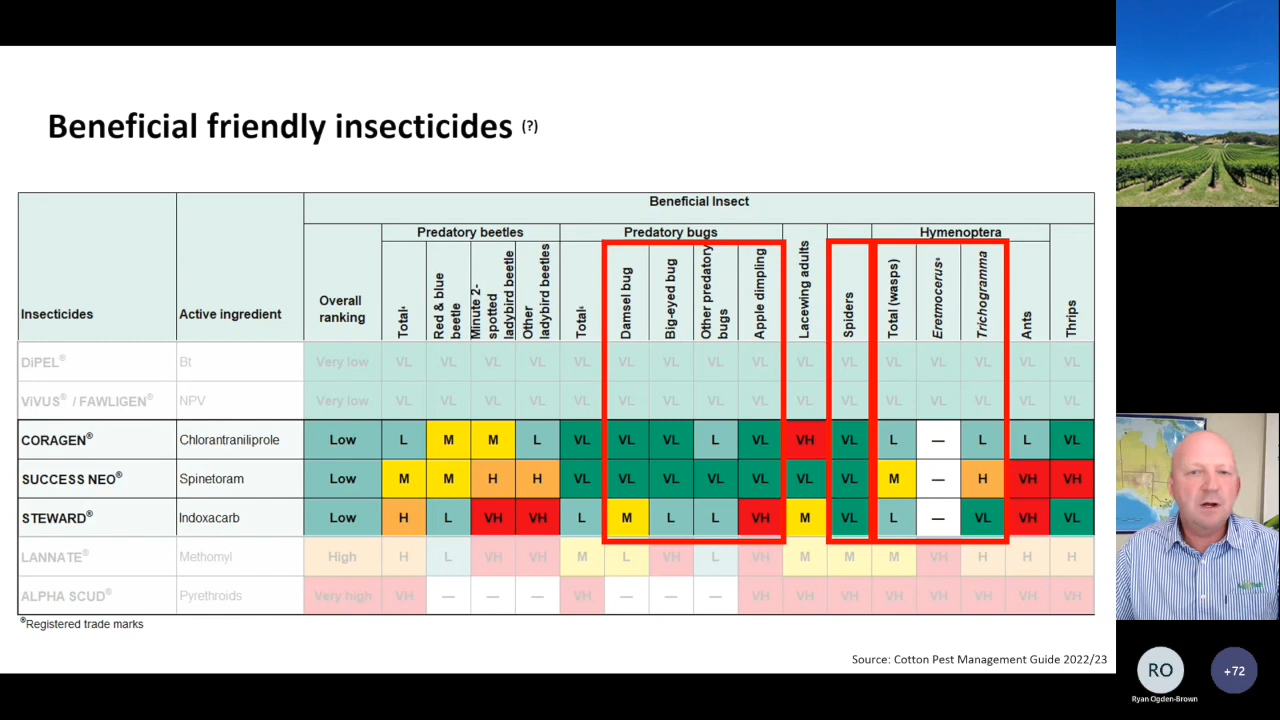 Beneficial friendly insecticides (?)
Beneficial Insect
Predatory beetles Predatory bugs Hymenoptera
Insecticides Active ingredient Overall ranking Total⁴ Red & blue beetle Minute 2-spotted ladybird beetle Other ladybird beetles Total⁵ Damsel bug Big-eyed bug Other predatory bugs Apple dimpling Lacewing adults Spiders Total (wasps) Eretmocerus⁶ Trichogramma Ants Thrips
DiPEL® Bt Very low VL VL VL VL VL VL VL VL VL VL VL VL VL VL VL VL
ViVUS® / FAWLIGEN® NPV Very low VL VL VL VL VL VL VL VL VL VL VL VL VL VL VL VL
CORAGEN® Chlorantraniliprole Low L M M L VL VL VL L VL VH VL L — L L VL
SUCCESS NEO® Spinetoram Low M M H H VL VL VL VL VL VL VL M — H VH VH
STEWARD® Indoxacarb Low H L VH VH L M L L VH M VL L — VL VH VL
LANNATE® Methomyl High H L VH VH M L VH L VH M M M VH H H H
ALPHA SCUD® Pyrethroids Very high VH — — — VH — — — VH VH VH VH VH VH VH VH
®Registered trade marks
Source: Cotton Pest Management Guide 2022/23
RO
+72
Ryan Ogden-Brown